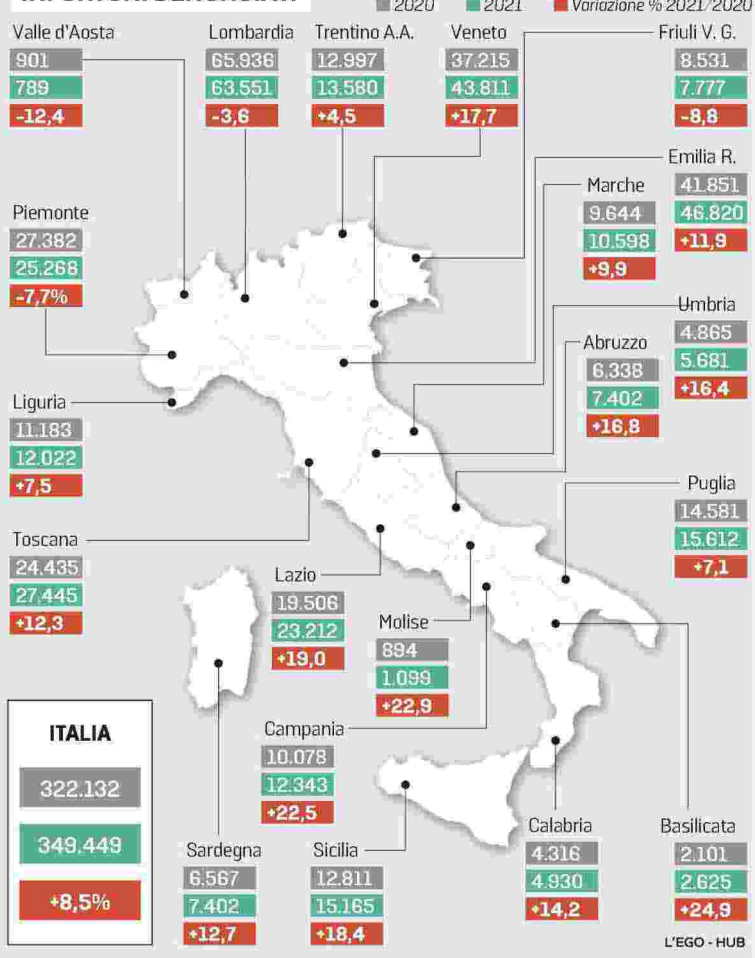 2020 2021 Variazione % 2021/2020
Valle d'Aosta
901
789
-12,4
Lombardia
65.936
63.551
-3,6
Trentino A.A.
12.997
13.580
+4,5
Veneto
37.215
43.811
+17,7
Friuli V. G.
8.531
7.777
-8,8
Emilia R.
41.851
46.820
+11,9
Marche
9.644
10.598
+9,9
Piemonte
27.382
25.268
-7,7%
Umbria
4.865
5.681
+16,4
Abruzzo
6,338
7.402
+16,8
Liguria
11.183
12.022
+7,5
Puglia
14.581
15.612
+7,1
Toscana
24.435
27.445
+12,3
Lazio
19.506
23.212
+19,0
Molise
894
1.099
+22,9
Campania
10.078
12.343
+22,5
ITALIA
322.132
349.449
+8,5%
Sardegna
6.567
7.402
+12,7
Sicilia
12.811
15.165
+18,4
Calabria
4.316
4.930
+14,2
Basilicata
2.101
2.625
+24,9
L'EGO - HUB